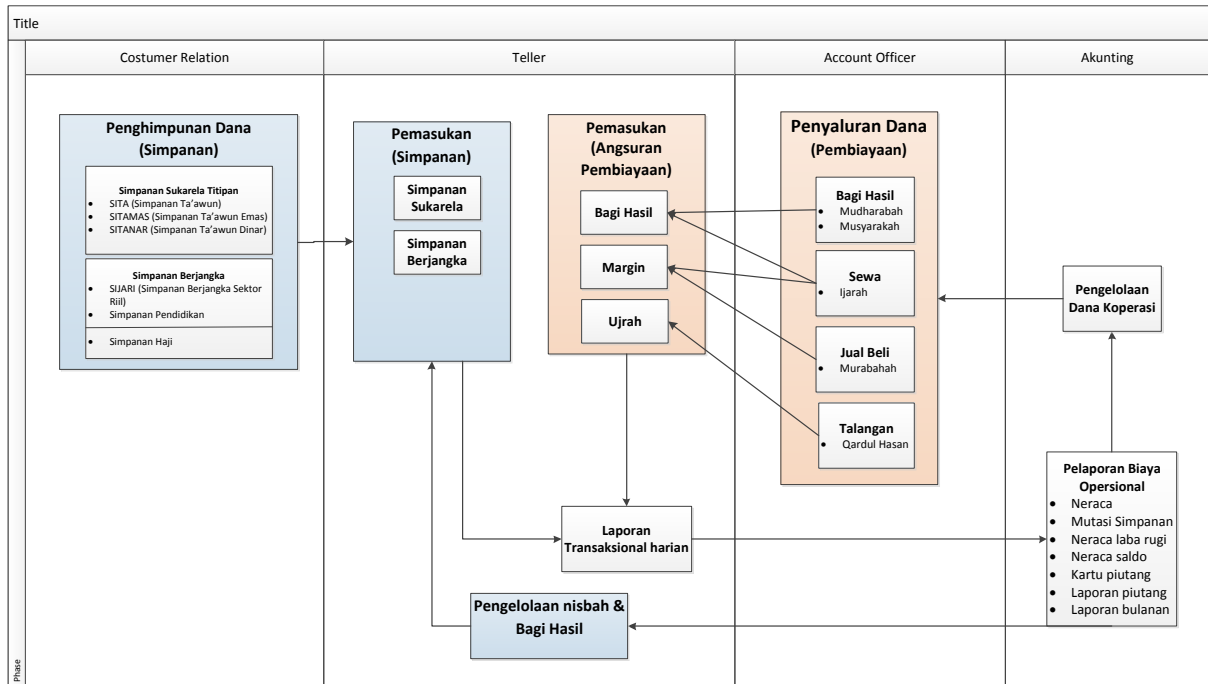 Title
Costumer Relation
Teller
Account Officer
Akunting
Penghimpunan Dana
(Simpanan)
Simpanan Sukarela Titipan
• SITA (Simpanan Ta'awun)
• SITAMAS (Simpanan Ta'awun Emas)
• SITANAR (Simpanan Ta'awun Dinar)
Simpanan Berjangka
• SIJARI (Simpanan Berjangka Sektor
Riil)
• Simpanan Pendidikan
• Simpanan Haji
Pemasukan
(Simpanan)
Simpanan
Sukarela
Simpanan
Berjangka
Pemasukan
(Angsuran
Pembiayaan)
Bagi Hasil
Margin
Ujrah
Penyaluran Dana
(Pembiayaan)
Bagi Hasil
• Mudharabah
• Musyarakah
Sewa
• Ijarah
Jual Beli
• Murabahah
Talangan
• Qardul Hasan
Pengelolaan
Dana Koperasi
Pelaporan Biaya
Opersional
• Neraca
• Mutasi Simpanan
• Neraca laba rugi
• Neraca saldo
• Kartu piutang
• Laporan piutang
• Laporan bulanan
Laporan
Transaksional harian
Pengelolaan nisbah &
Bagi Hasil
Phase